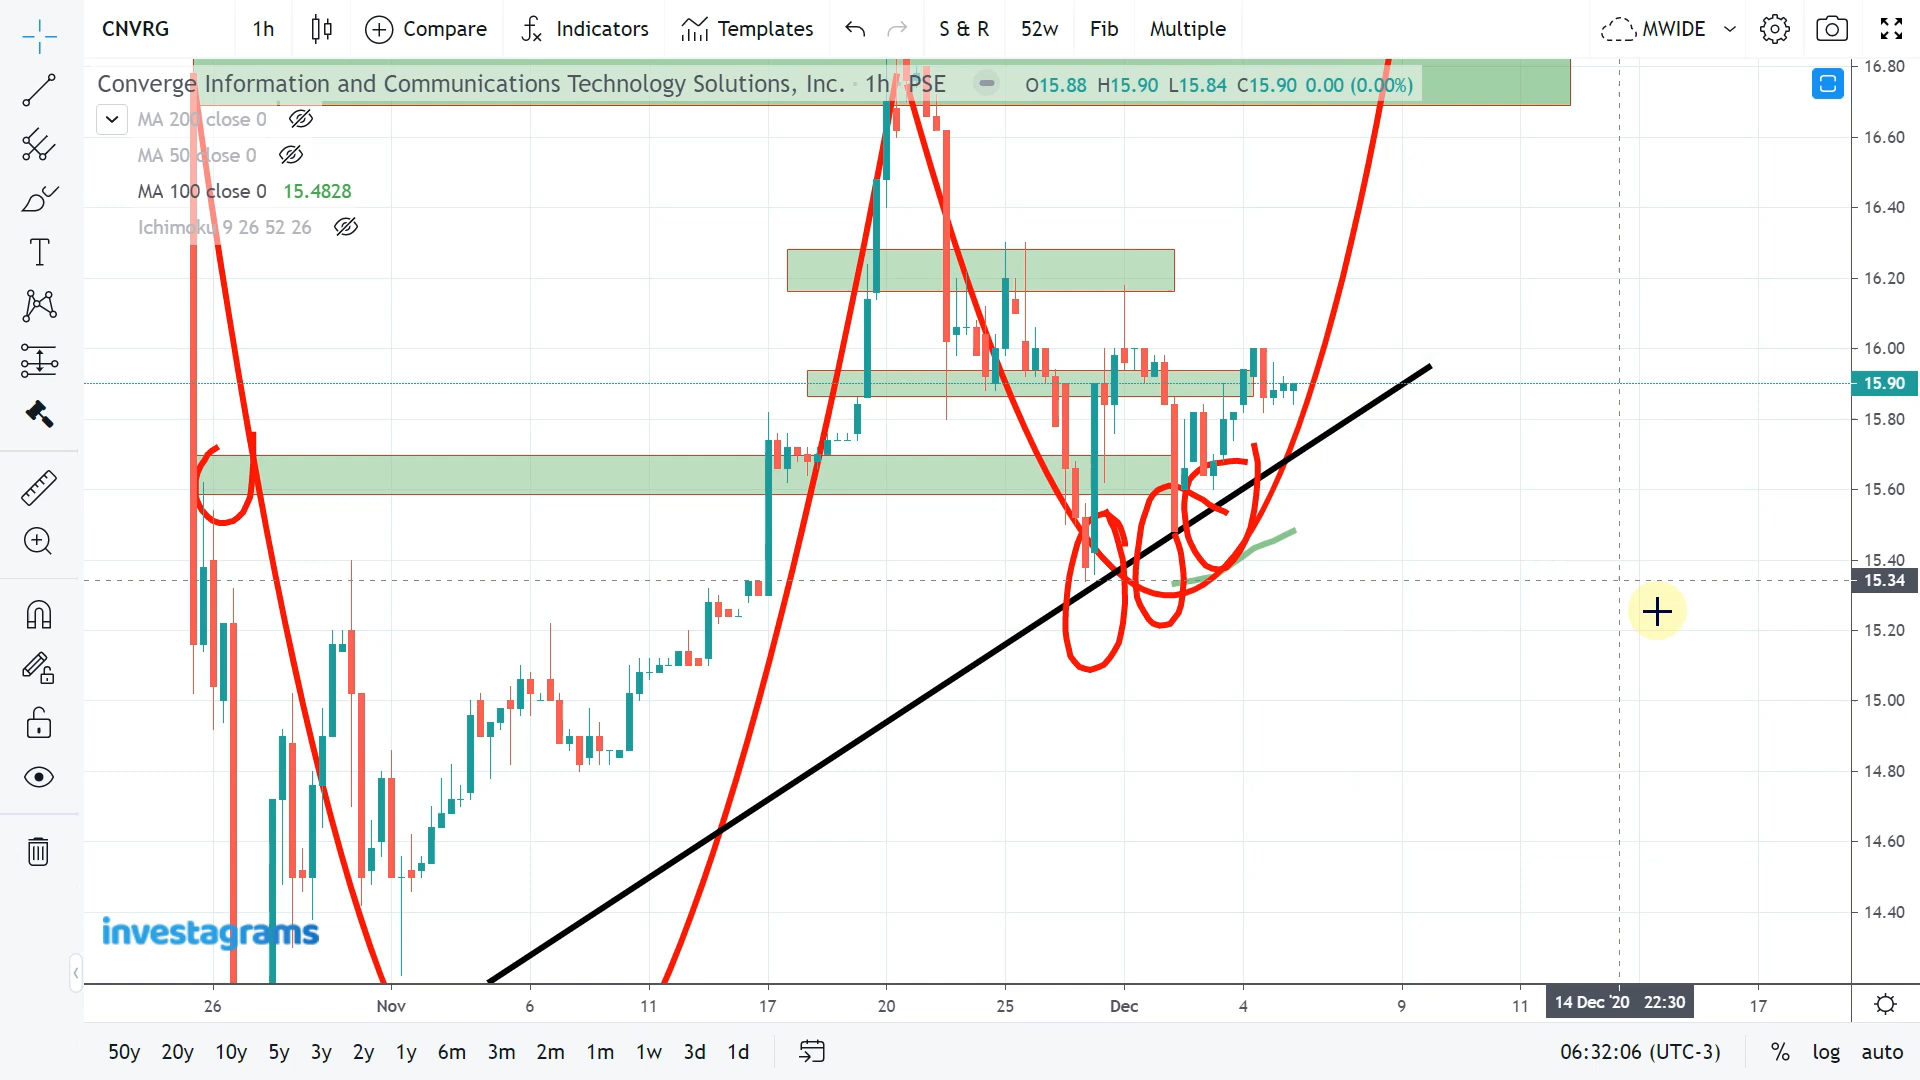 CNVRG 1h Compare Indicators Templates S & R 52w Fib Multiple MWIDE
Converge Information and Communications Technology Solutions, Inc. · 1h · PSE O15.88 H15.90 L15.84 C15.90 0.00 (0.00%)
MA 200 close 0
MA 50 close 0
MA 100 close 0 15.4828
Ichimoku 9 26 52 26
16.80
16.60
16.40
16.20
16.00
15.90
15.80
15.60
15.40
15.34
15.20
15.00
14.80
14.60
14.40
investagrams
26 Nov 6 11 17 20 25 Dec 4 9 11 14 Dec '20 22:30 17
50y 20y 10y 5y 3y 2y 1y 6m 3m 2m 1m 1w 3d 1d 06:32:06 (UTC-3) % log auto